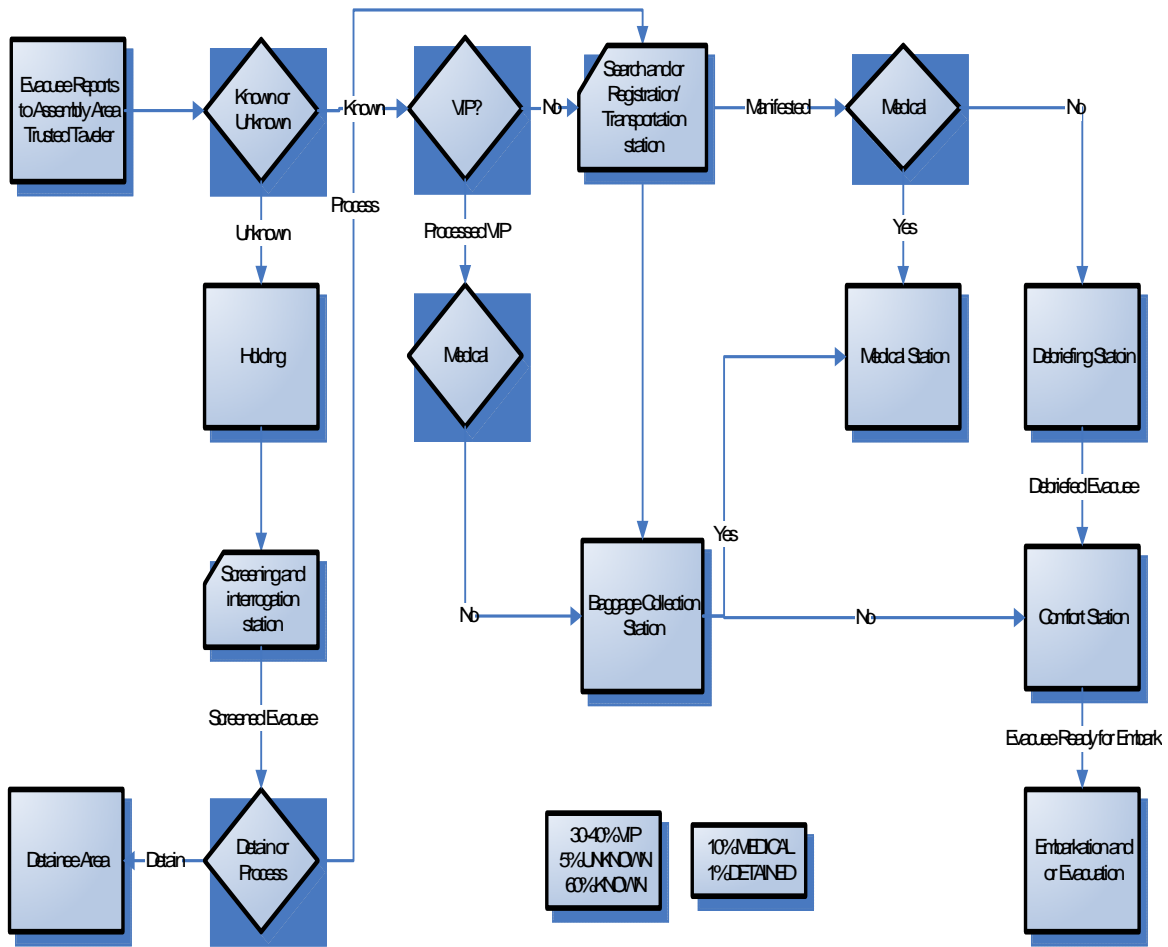 Evacuee Reports
to Assembly Area
Trusted Taveler
Known or
Unknown
Known
VIP?
No
Search and or
Registration/
Transportation
station
Manifested
Medical
No
Process
Unknown
Processed VIP
Yes
Holding
Medical
Medical Station
Debriefing Statoin
Debriefed Evacuee
Yes
Screening and
interrogation
station
No
Baggage Collection
Station
No
Comfort Station
Screened Evacuee
Evacuee Ready for Embark
Detainee Area
Detain
Detain or
Process
30-40% VIP
5% UNKNOWN
60% KNOWN
10% MEDICAL
1% DETAINED
Embarkation and
or Evacuation